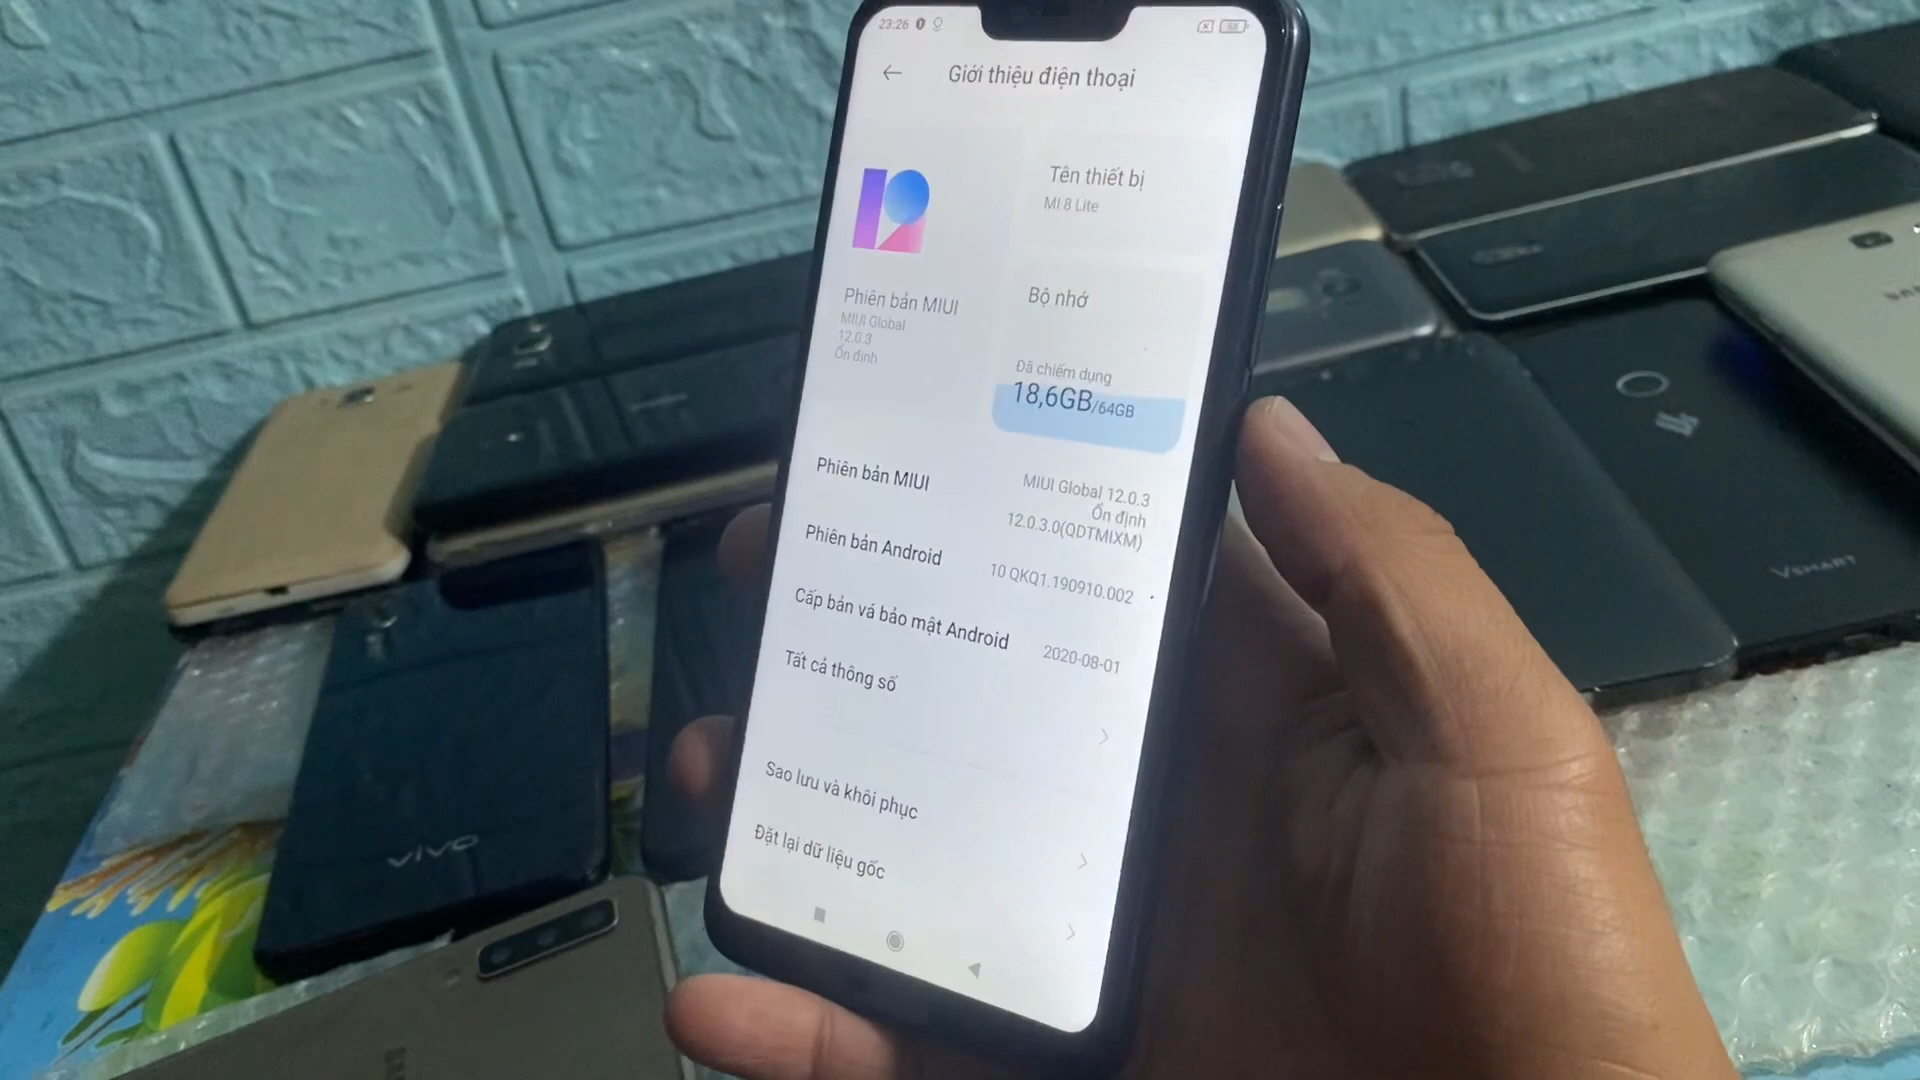 23:26
Giới thiệu điện thoại
Tên thiết bị
MI 8 Lite
Phiên bản MIUI
MIUI Global
12.0.3
Ổn định
Bộ nhớ
Đã chiếm dụng
18,6GB/64GB
Phiên bản MIUI
MIUI Global 12.0.3
Ổn định
12.0.3.0(QDTMIXM)
Phiên bản Android
10 QKQ1.190910.002
Cấp bản vá bảo mật Android
2020-08-01
Tất cả thông số
Sao lưu và khôi phục
Đặt lại dữ liệu gốc
vivo
VSMART